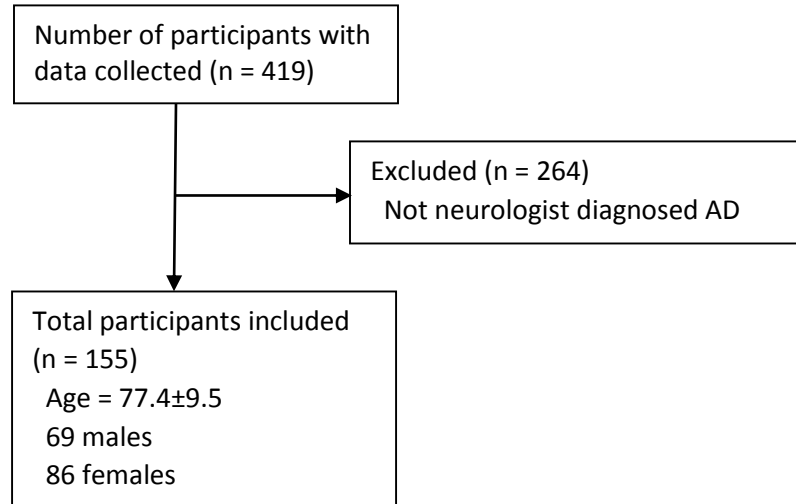 Number of participants with
data collected (n = 419)
Excluded (n = 264)
Not neurologist diagnosed AD
Total participants included
(n = 155)
Age = 77.4±9.5
69 males
86 females